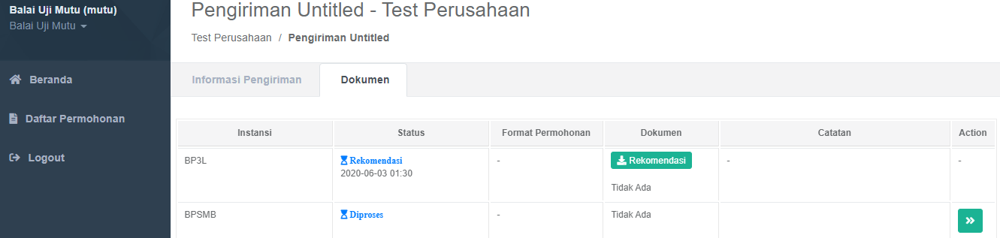 Balai Uji Mutu (mutu)
Balai Uji Mutu
Beranda
Daftar Permohonan
Logout
Pengiriman Untitled - Test Perusahaan
Test Perusahaan / Pengiriman Untitled
Informasi Pengiriman Dokumen
Instansi Status Format Permohonan Dokumen Catatan Action
BP3L Rekomendasi - Rekomendasi - -
2020-06-03 01:30
Tidak Ada
BPSMB Diproses - Tidak Ada